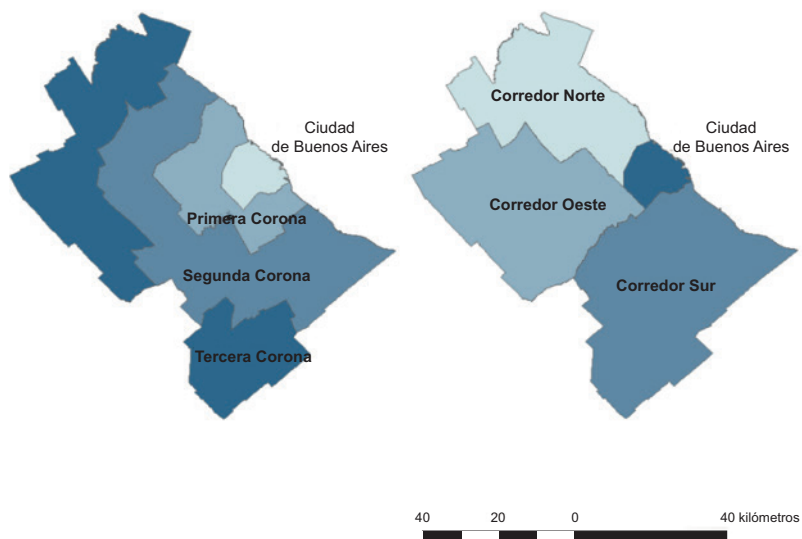 Ciudad
de Buenos Aires
Primera Corona
Segunda Corona
Tercera Corona
Corredor Norte
Ciudad
de Buenos Aires
Corredor Oeste
Corredor Sur
40 20 0 40 kilómetros